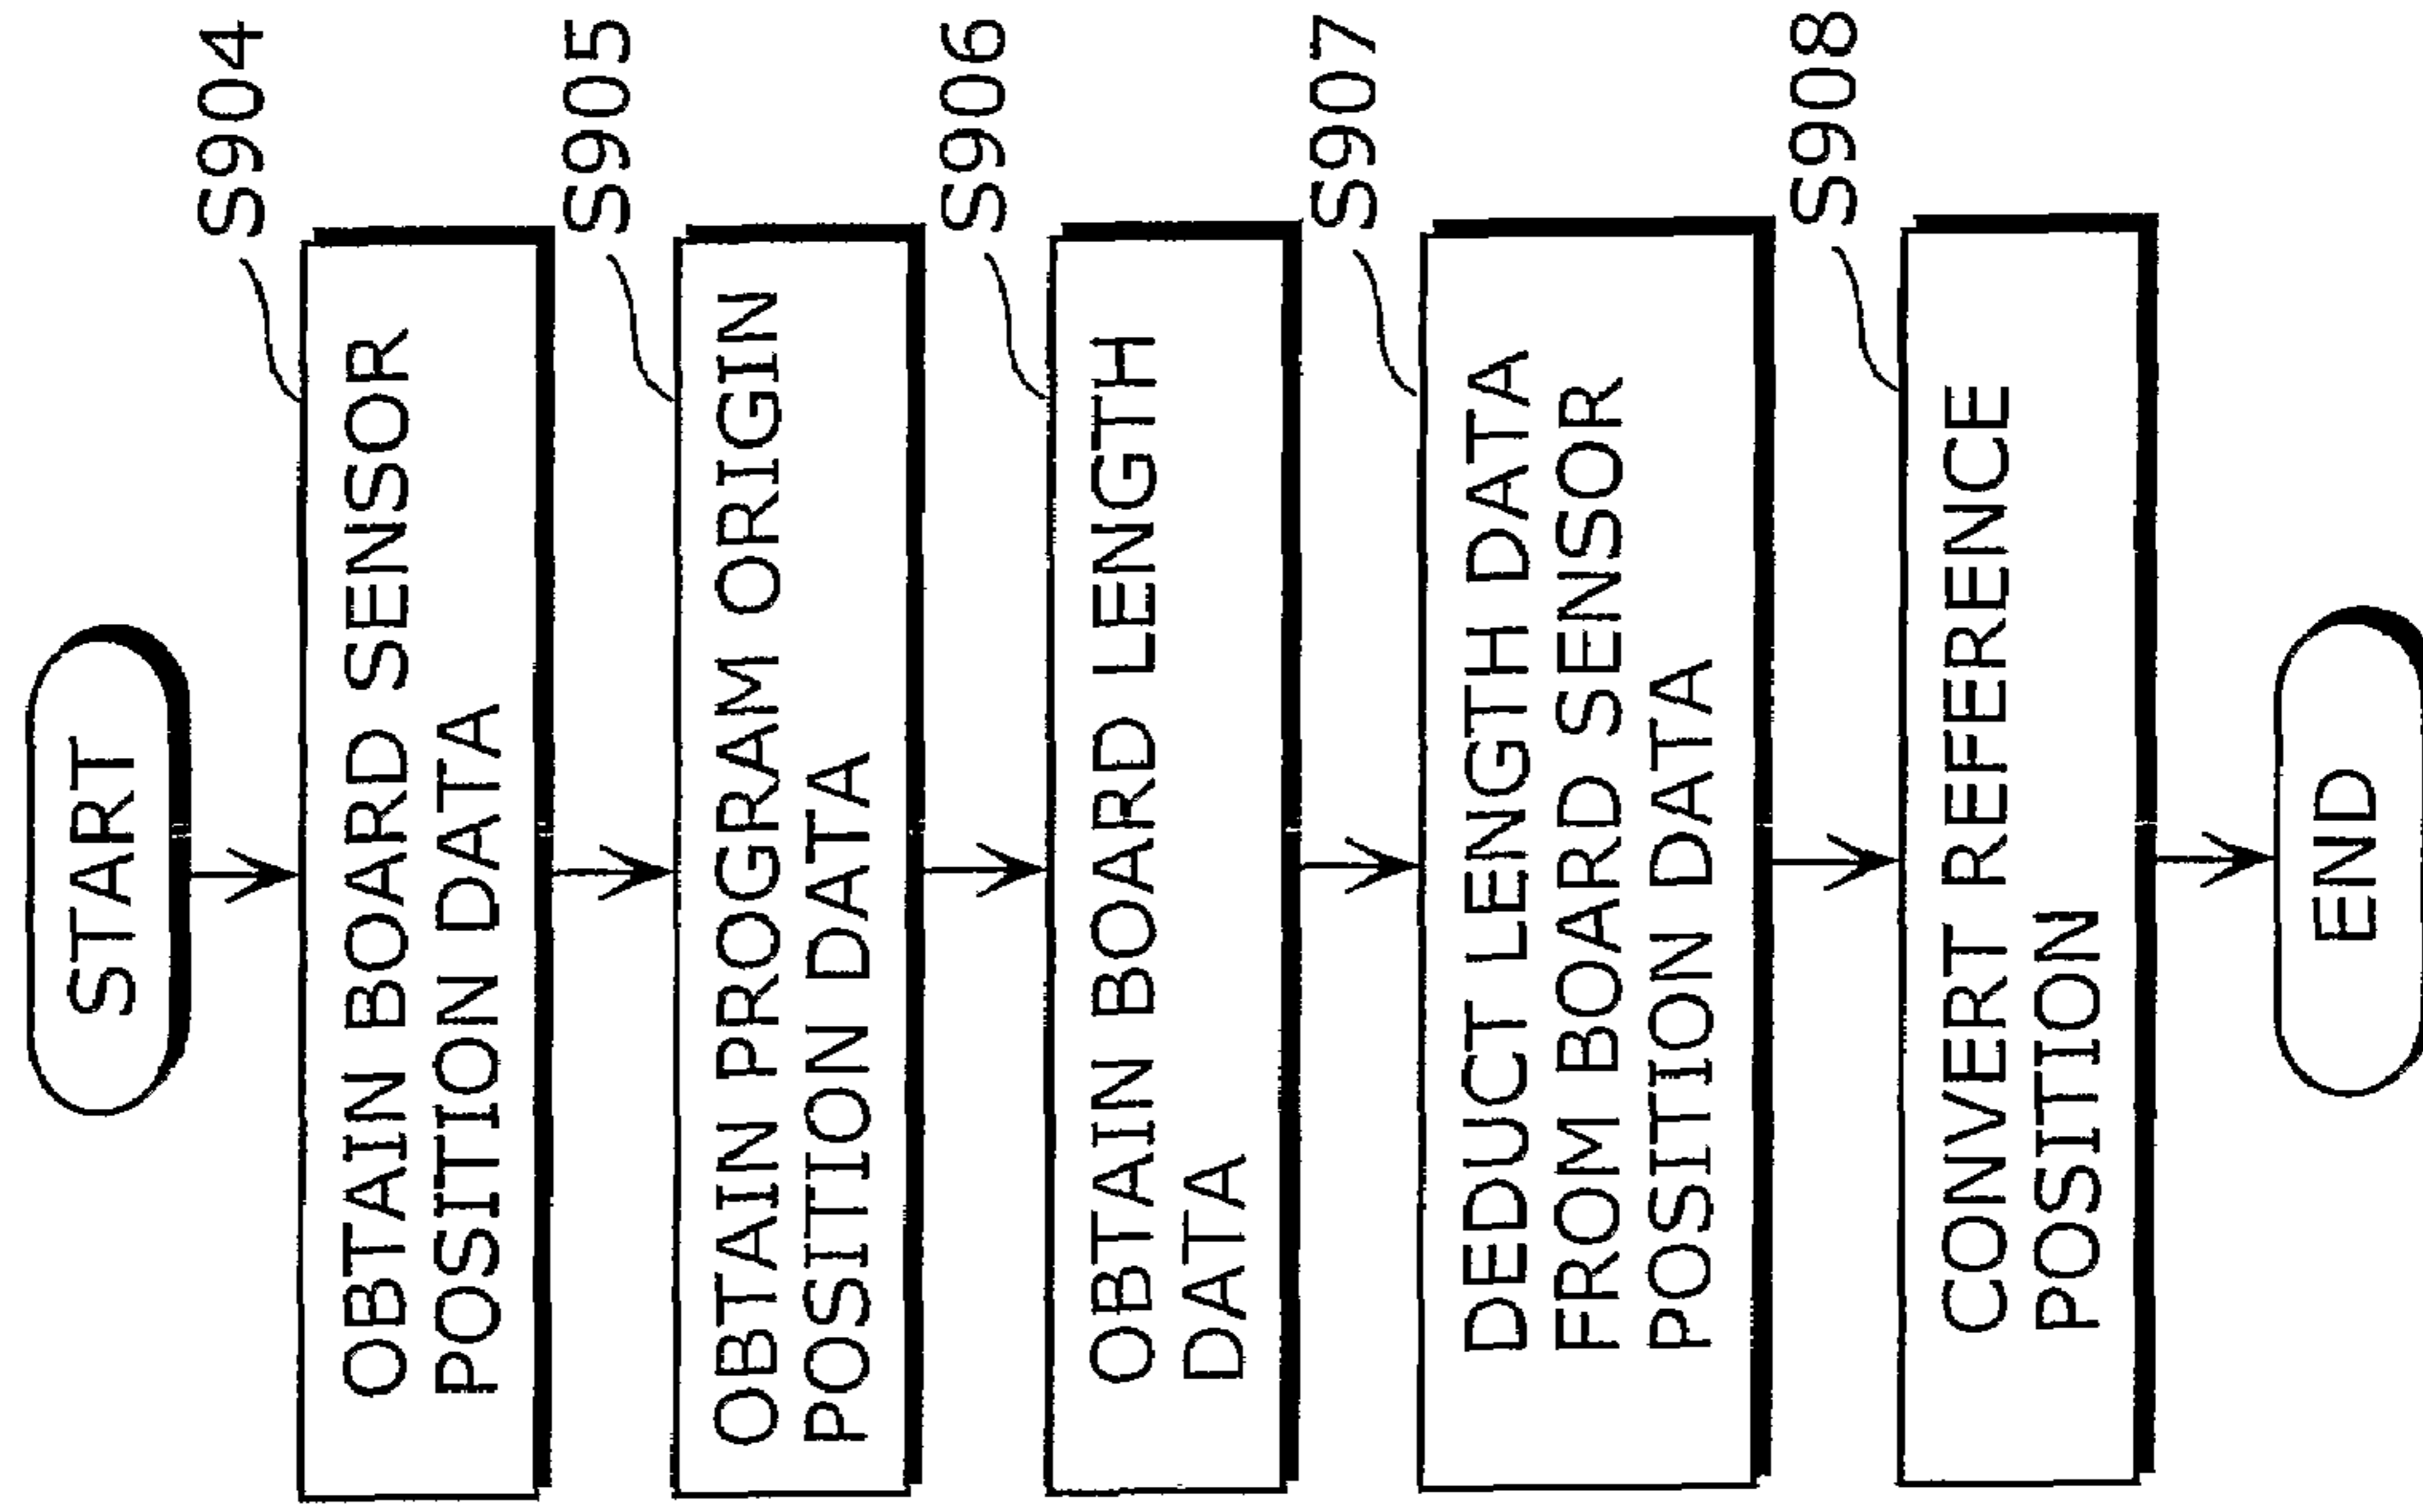 START
S904
OBTAIN BOARD SENSOR
POSITION DATA
S905
OBTAIN PROGRAM ORIGIN
POSITION DATA
S906
OBTAIN BOARD LENGTH
DATA
S907
DEDUCT LENGTH DATA
FROM BOARD SENSOR
POSITION DATA
S908
CONVERT REFERENCE
POSITION
END